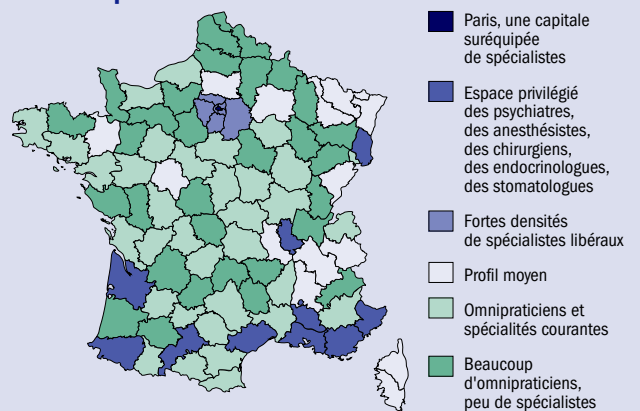 Paris, une capitale
suréquipée
de spécialistes
Espace privilégié
des psychiatres,
des anesthésistes,
des chirurgiens,
des endocrinologues,
des stomatologues
Fortes densités
de spécialistes libéraux
Profil moyen
Omnipraticiens et
spécialités courantes
Beaucoup
d'omnipraticiens,
peu de spécialistes